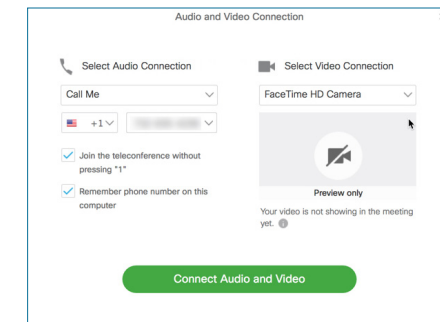 Audio and Video Connection
Select Audio Connection
Call Me
+1
Join the teleconference without
pressing "1"
Remember phone number on this
computer
Select Video Connection
FaceTime HD Camera
Preview only
Your video is not showing in the meeting
yet.
Connect Audio and Video